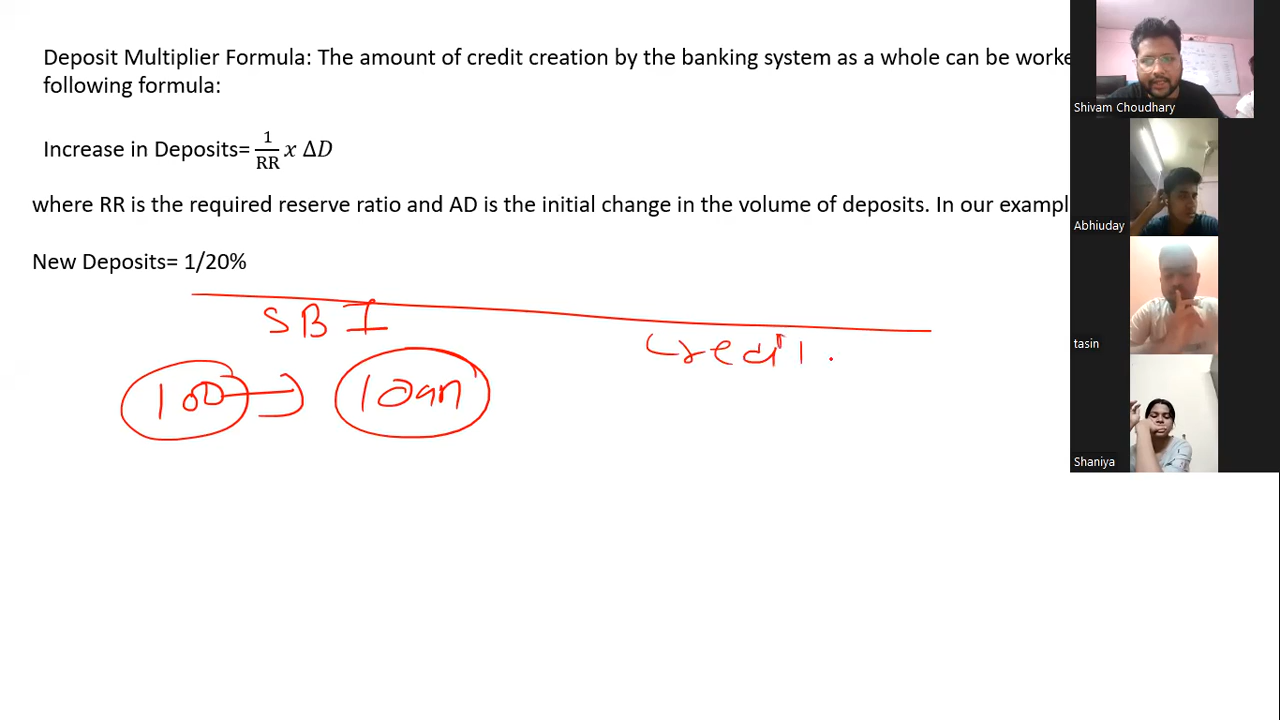 Deposit Multiplier Formula: The amount of credit creation by the banking system as a whole can be worke
following formula:
Increase in Deposits= 1/RR x ΔD
where RR is the required reserve ratio and AD is the initial change in the volume of deposits. In our exampl
New Deposits= 1/20%
SBI
Credit.
100 loan
Shivam Choudhary
Abhiuday
tasin
Shaniya